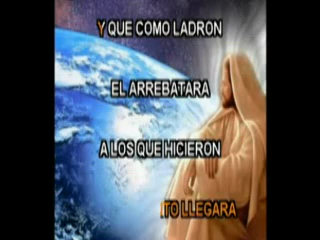 Y QUE COMO LADRON
EL ARREBATARA
A LOS QUE HICIERON
ITO LLEGARA